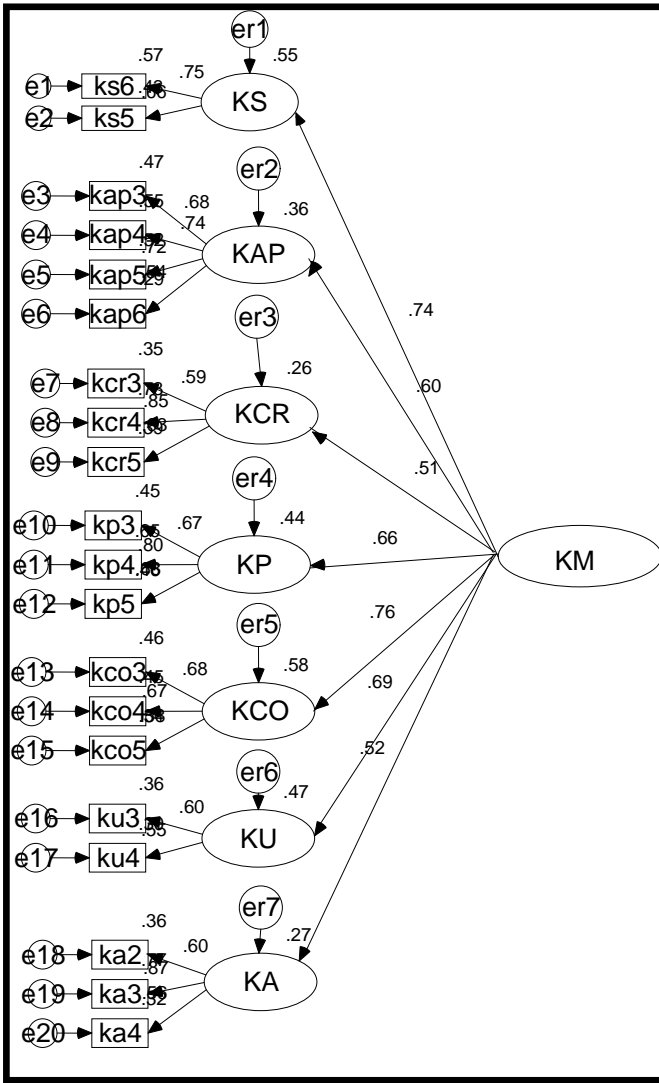 er1
.57
.55
e1
ks6
.75
KS
e2
ks5
.47
er2
e3
kap3
.68
.36
e4
kap4
.74
KAP
e5
kap5
.72
e6
kap6
.29
.74
er3
.60
.35
.26
e7
kcr3
.59
KCR
e8
kcr4
.85
e9
kcr5
.51
er4
.45
.44
e10
kp3
.67
.66
KM
e11
kp4
.80
KP
e12
kp5
er5
.76
.46
.58
e13
kco3
.68
.69
e14
kco4
.67
KCO
e15
kco5
er6
.52
.36
.47
e16
ku3
.60
KU
e17
ku4
.55
er7
.36
.27
e18
ka2
.60
KA
e19
ka3
.87
e20
ka4